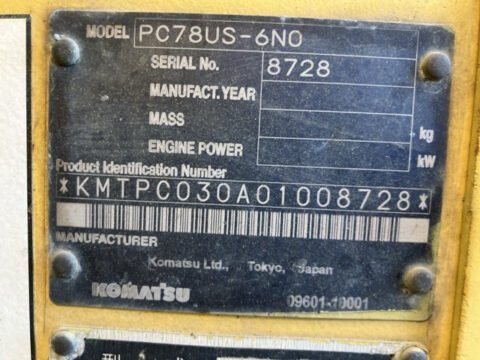 MODEL PC78US-6N0
SERIAL No. 8728
MANUFACT.YEAR
MASS kg
ENGINE POWER kW
Product Identification Number
*KMTPC030A01008728*
MANUFACTURER
Komatsu Ltd., Tokyo, Japan
KOMATSU 09601-10001